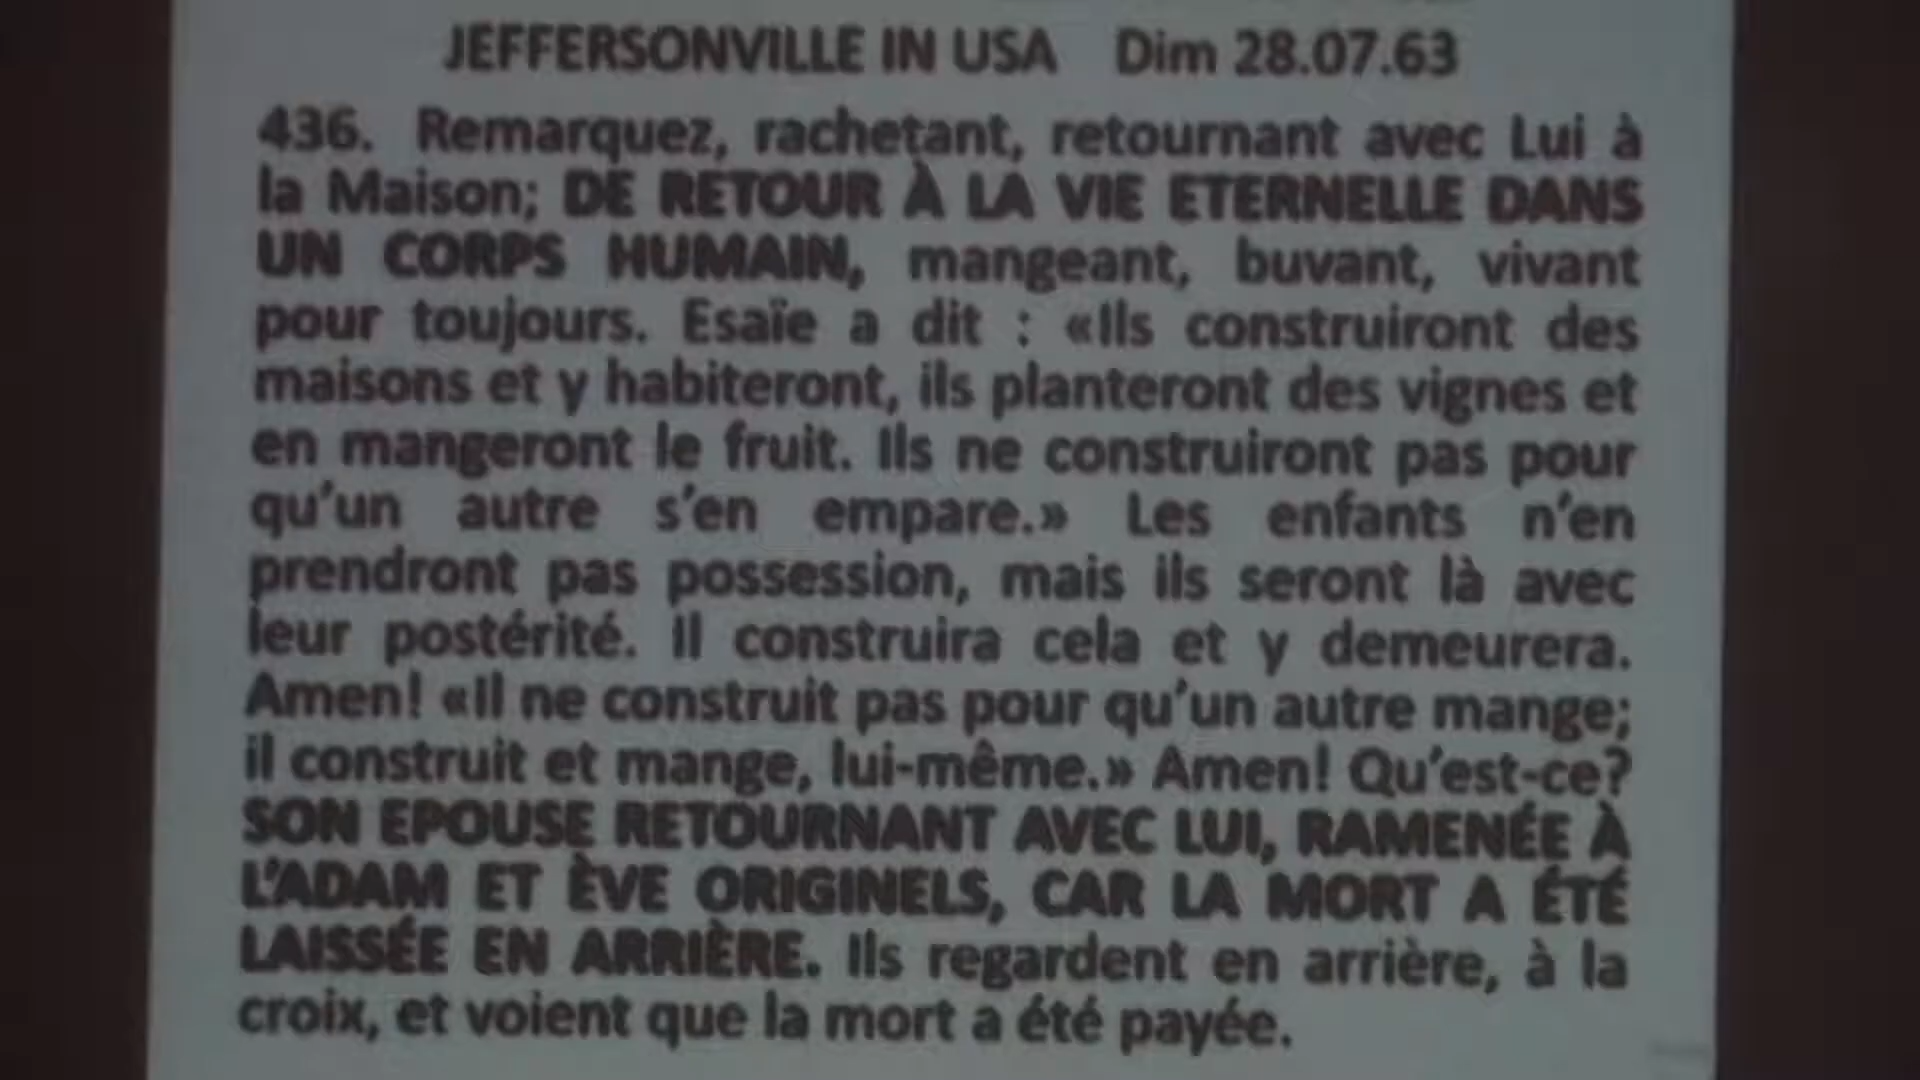 JEFFERSONVILLE IN USA Dim 28.07.63
436. Remarquez, rachetant, retournant avec Lui à
la Maison; DE RETOUR À LA VIE ETERNELLE DANS
UN CORPS HUMAIN, mangeant, buvant, vivant
pour toujours. Esaïe a dit : «Ils construiront des
maisons et y habiteront, ils planteront des vignes et
en mangeront le fruit. Ils ne construiront pas pour
qu'un autre s'en empare.» Les enfants n'en
prendront pas possession, mais ils seront là avec
leur postérité. Il construira cela et y demeurera.
Amen! «Il ne construit pas pour qu'un autre mange;
il construit et mange, lui-même.» Amen! Qu'est-ce?
SON EPOUSE RETOURNANT AVEC LUI, RAMENÉE À
L'ADAM ET ÈVE ORIGINELS, CAR LA MORT A ÉTÉ
LAISSÉE EN ARRIÈRE. Ils regardent en arrière, à la
croix, et voient que la mort a été payée.